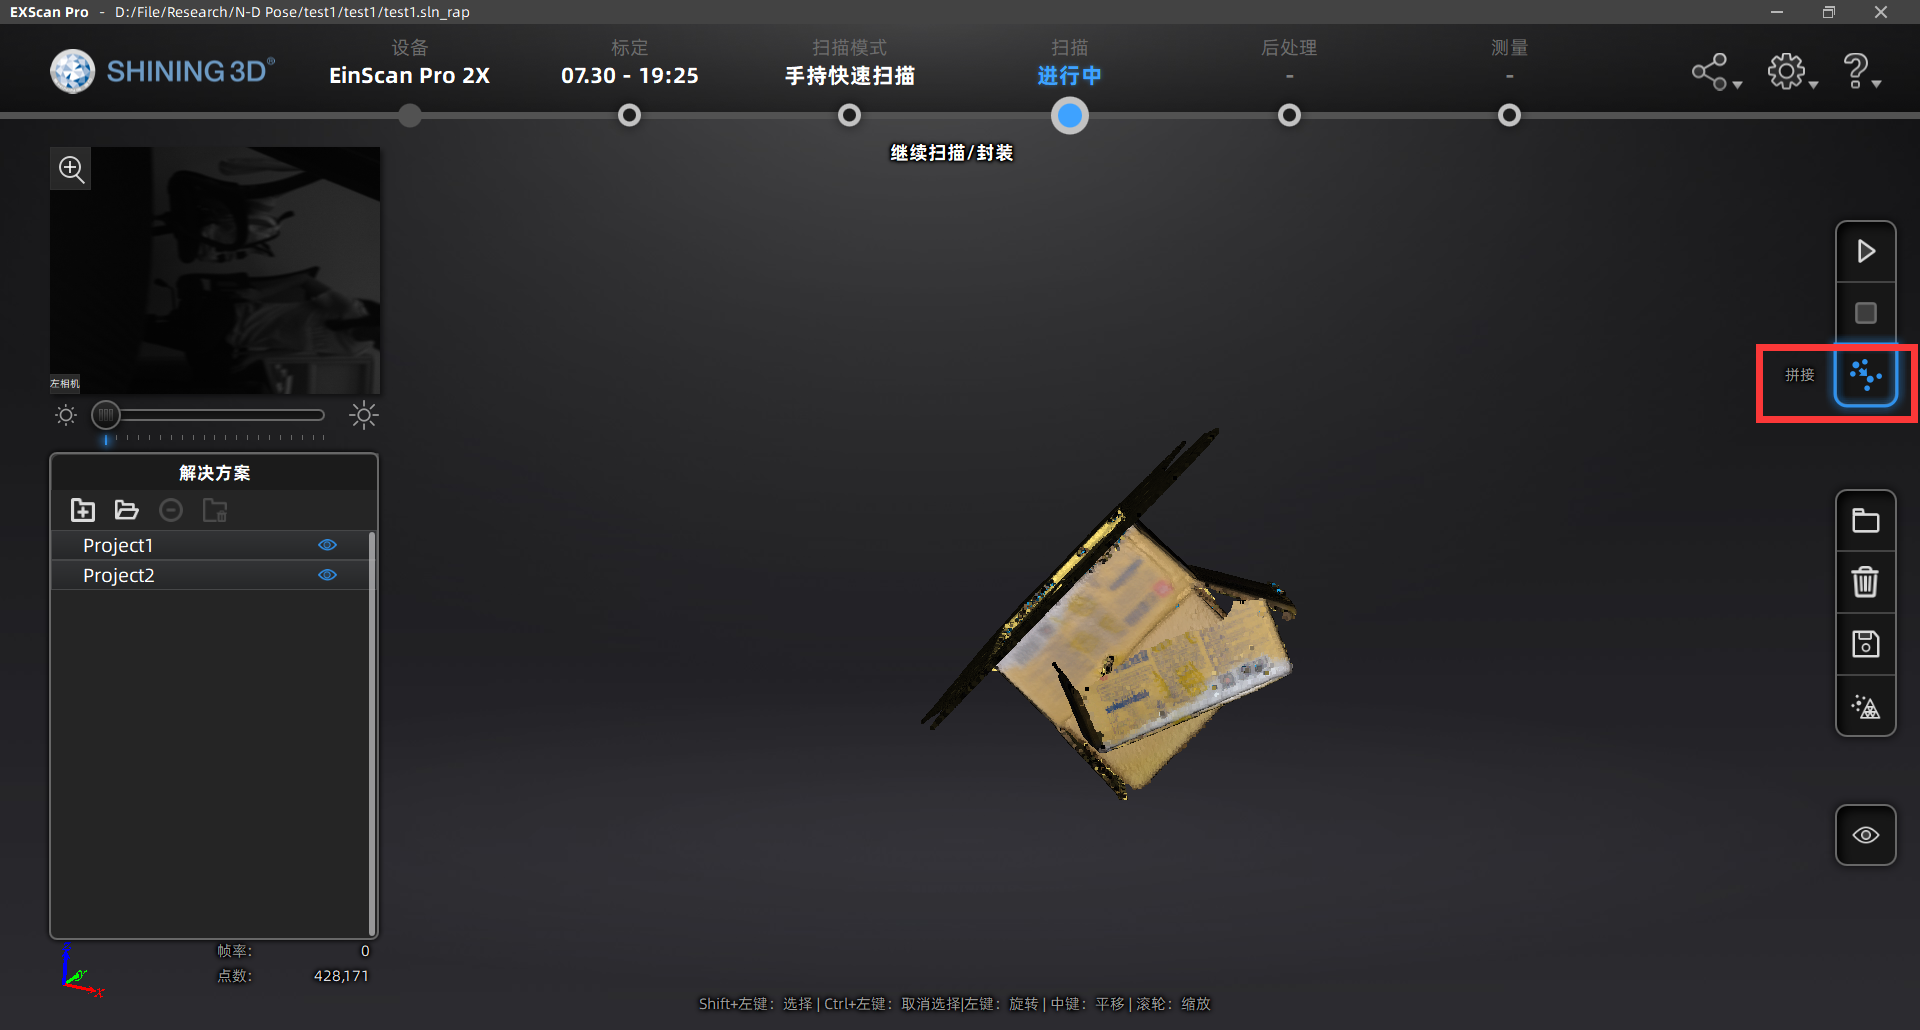 EXScan Pro - D:/File/Research/N-D Pose/test1/test1/test1.sln_rap
SHINING 3D®
设备
EinScan Pro 2X
标定
07.30 - 19:25
扫描模式
手持快速扫描
扫描
进行中
后处理
-
测量
-
继续扫描/封装
左相机
拼接
解决方案
Project1
Project2
帧率: 0
点数: 428,171
Z
Y
X
Shift+左键: 选择 | Ctrl+左键: 取消选择|左键: 旋转 | 中键: 平移 | 滚轮: 缩放